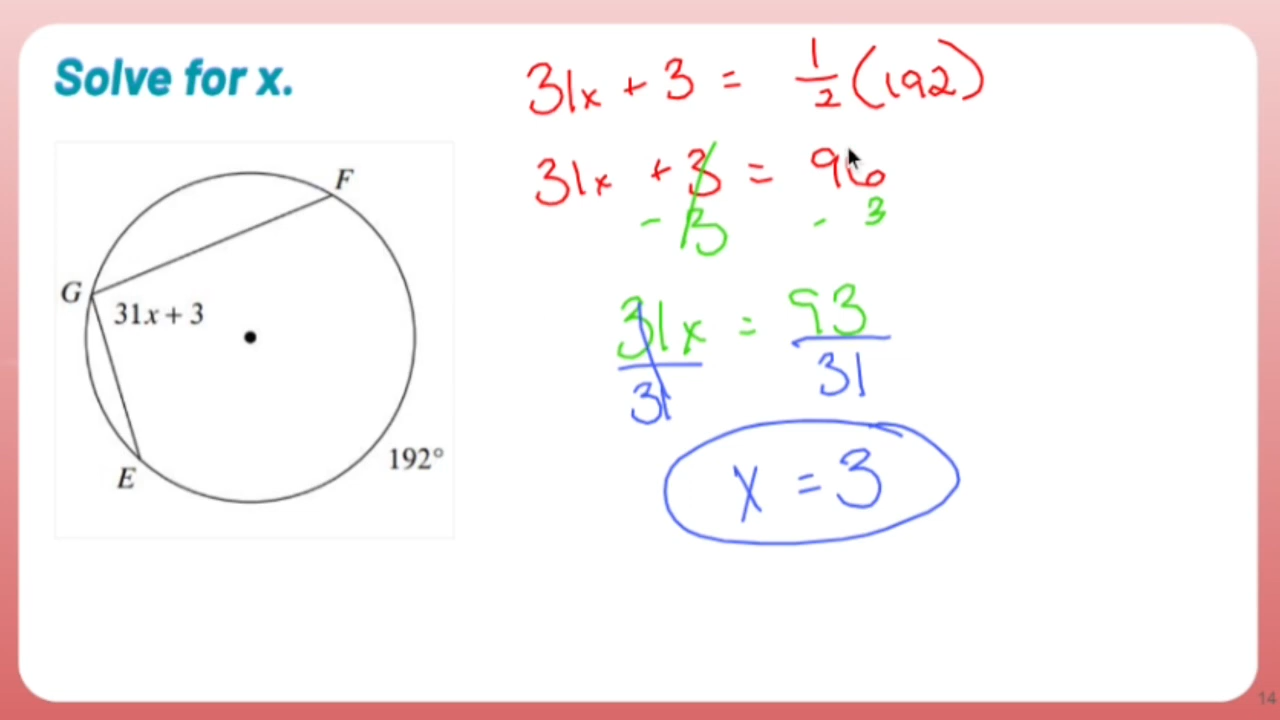 Solve for x.
F
G
31x + 3
E
192°
31x + 3 = 1/2 (192)
31x + 3 = 96
- 3 - 3
31x = 93
31 31
x = 3
14